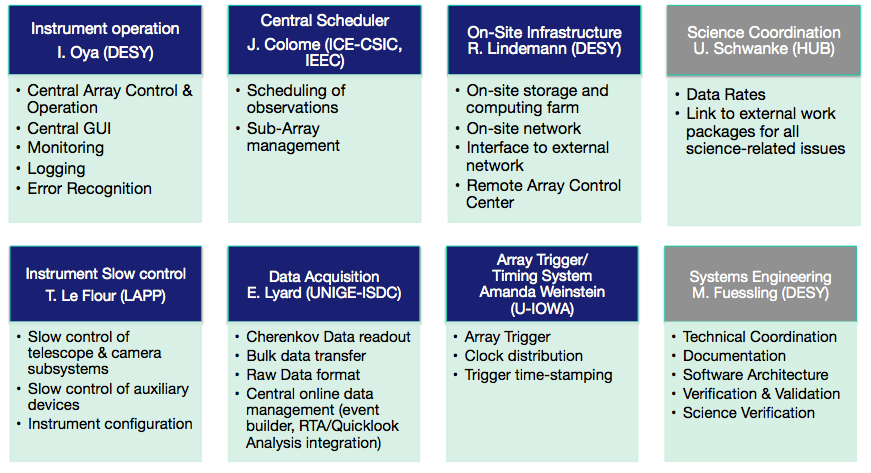 Instrument operation
I. Oya (DESY)
• Central Array Control &
Operation
• Central GUI
• Monitoring
• Logging
• Error Recognition
Central Scheduler
J. Colome (ICE-CSIC,
IEEC)
• Scheduling of
observations
• Sub-Array
management
On-Site Infrastructure
R. Lindemann (DESY)
• On-site storage and
computing farm
• On-site network
• Interface to external
network
• Remote Array Control
Center
Science Coordination
U. Schwanke (HUB)
• Data Rates
• Link to external work
packages for all
science-related issues
Instrument Slow control
T. Le Flour (LAPP)
• Slow control of
telescope & camera
subsystems
• Slow control of auxiliary
devices
• Instrument configuration
Data Acquisition
E. Lyard (UNIGE-ISDC)
• Cherenkov Data readout
• Bulk data transfer
• Raw Data format
• Central online data
management (event
builder, RTA/Quicklook
Analysis integration)
Array Trigger/
Timing System
Amanda Weinstein
(U-IOWA)
• Array Trigger
• Clock distribution
• Trigger time-stamping
Systems Engineering
M. Fuessling (DESY)
• Technical Coordination
• Documentation
• Software Architecture
• Verification & Validation
• Science Verification